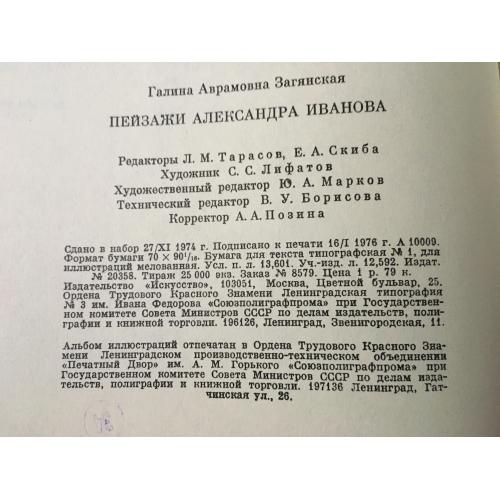 Галина Аврамовна Загянская
ПЕЙЗАЖИ АЛЕКСАНДРА ИВАНОВА
Редакторы Л. М. Тарасов, Е. А. Скиба
Художник С. С. Лифатов
Художественный редактор Ю. А. Марков
Технический редактор В. У. Борисова
Корректор А. А. Позина
Сдано в набор 27/XI 1974 г. Подписано к печати 16/I 1976 г. А 10009.
Формат бумаги 70 × 90¹/₁₆. Бумага для текста типографская № 1, для
иллюстраций мелованная. Усл. п. л. 13,601. Уч.-изд. л. 12,592. Издат.
№ 20358. Тираж 25 000 экз. Заказ № 8579. Цена 1 р. 79 к.
Издательство «Искусство», 103051, Москва, Цветной бульвар, 25.
Ордена Трудового Красного Знамени Ленинградская типография
№ 3 им. Ивана Федорова «Союзполиграфпрома» при Государствен-
ном комитете Совета Министров СССР по делам издательств, поли-
графии и книжной торговли. 196126, Ленинград, Звенигородская, 11.
Альбом иллюстраций отпечатан в Ордена Трудового Красного Зна-
мени Ленинградском производственно-техническом объединении
«Печатный Двор» им. А. М. Горького «Союзполиграфпрома» при
Государственном комитете Совета Министров СССР по делам изда-
тельств, полиграфии и книжной торговли. 197136 Ленинград, Гат-
чинская ул., 26.